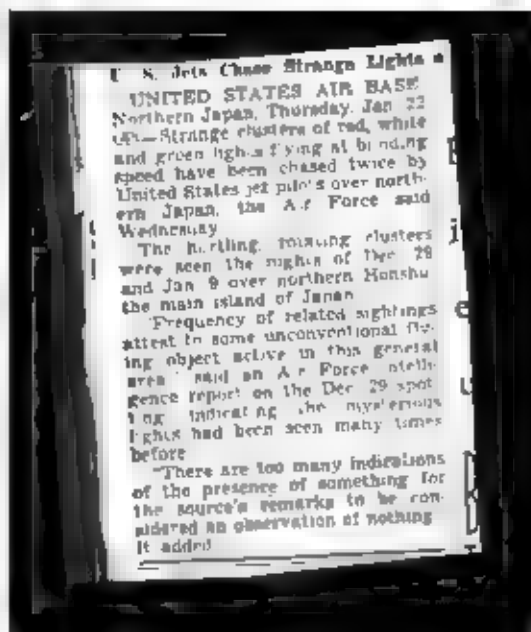 U. S. Jets Chase Strange Lights
UNITED STATES AIR BASE
Northern Japan, Thursday, Jan 22
—Strange clusters of red, white
and green lights flying at blinding
speed have been chased twice by
United States jet pilots over north-
ern Japan, the Air Force said
Wednesday
The hurtling, rotating clusters
were seen the nights of Dec 29
and Jan 9 over northern Honshu
the main island of Japan
"Frequency of related sightings
attest to some unconventional fly-
ing object active in this general
area" said an Air Force intelli-
gence report on the Dec 29 spot
ting indicating the mysterious
lights had been seen many times
before
"There are too many indications
of the presence of something for
the source's remarks to be con-
sidered an observation of nothing
it added